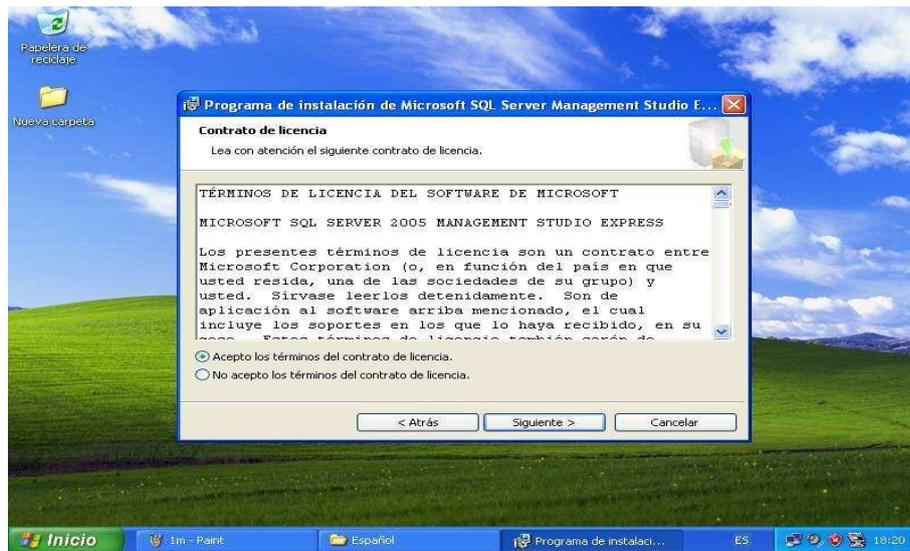 Papelera de
reciclaje
Nueva carpeta
Programa de instalación de Microsoft SQL Server Management Studio E...
Contrato de licencia
Lea con atención el siguiente contrato de licencia.
TÉRMINOS DE LICENCIA DEL SOFTWARE DE MICROSOFT
MICROSOFT SQL SERVER 2005 MANAGEMENT STUDIO EXPRESS
Los presentes términos de licencia son un contrato entre
Microsoft Corporation (o, en función del país en que
usted resida, una de las sociedades de su grupo) y
usted. Sírvase leerlos detenidamente. Son de
aplicación al software arriba mencionado, el cual
incluye los soportes en los que lo haya recibido, en su
Acepto los términos del contrato de licencia.
No acepto los términos del contrato de licencia.
< Atrás
Siguiente >
Cancelar
Inicio
1m - Paint
Español
Programa de instalaci...
ES
18:20